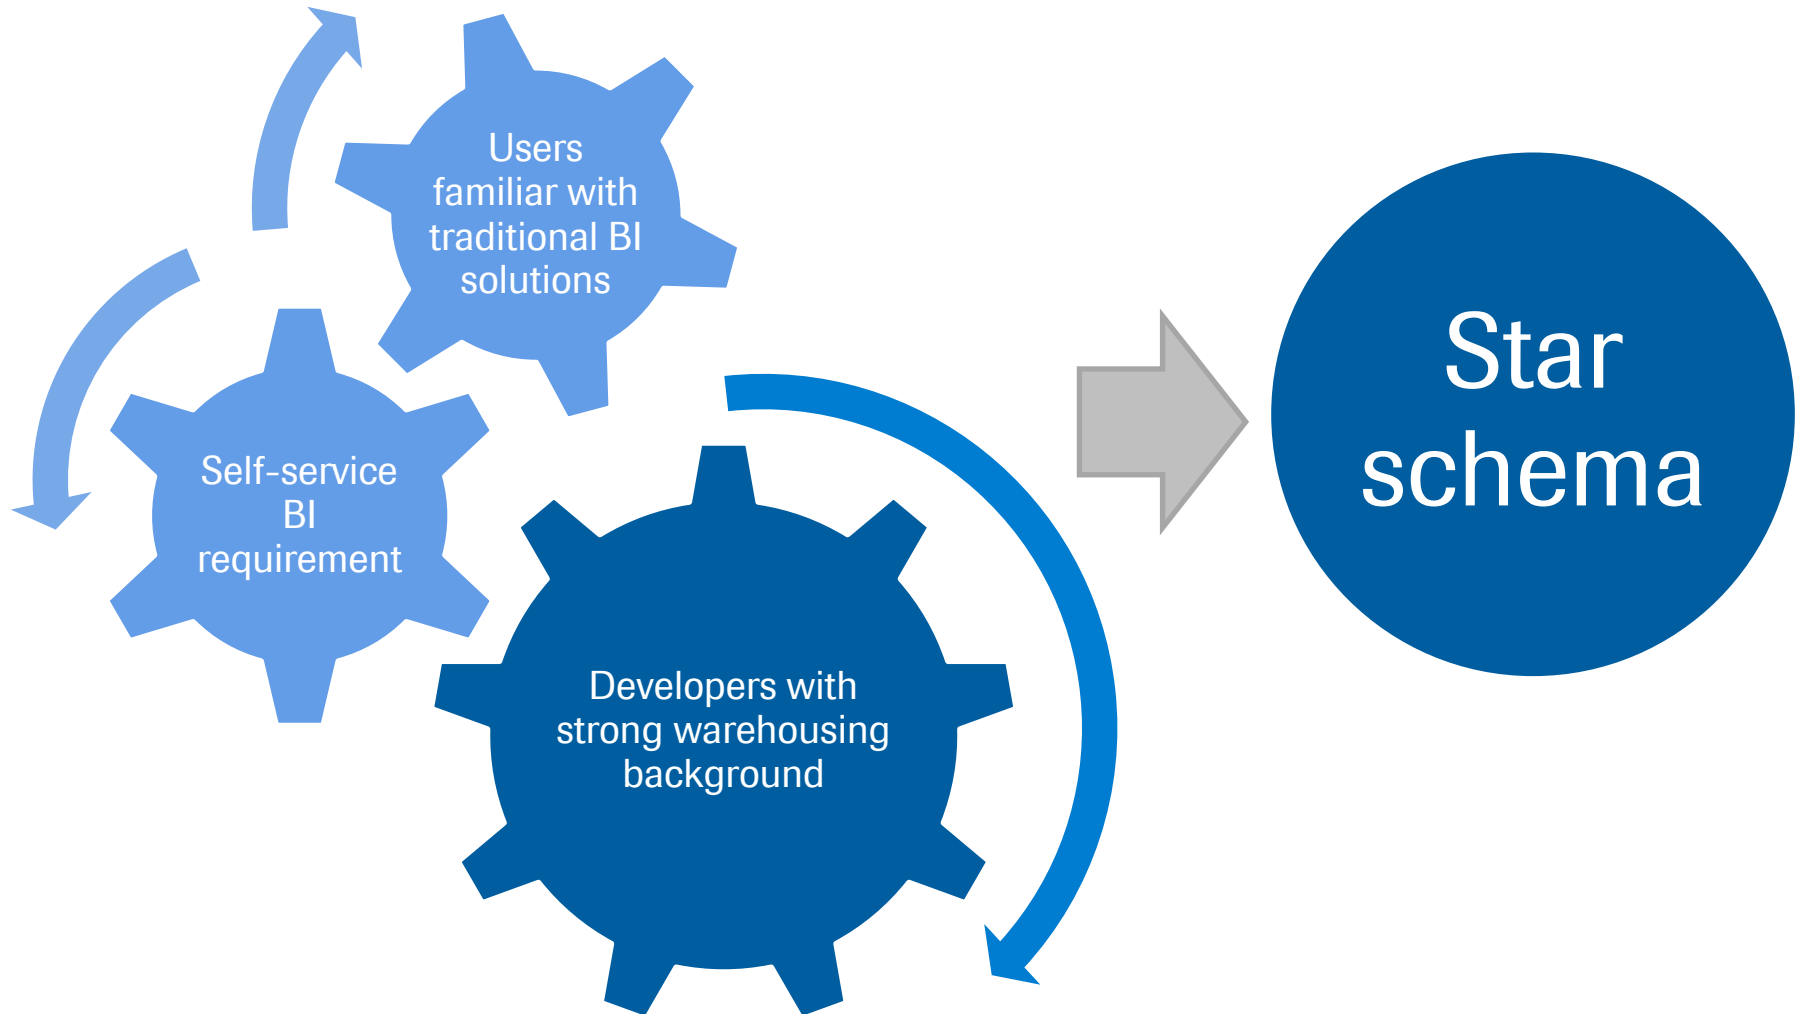 Users
familiar with
traditional BI
solutions
Self-service
BI
requirement
Developers with
strong warehousing
background
Star
schema